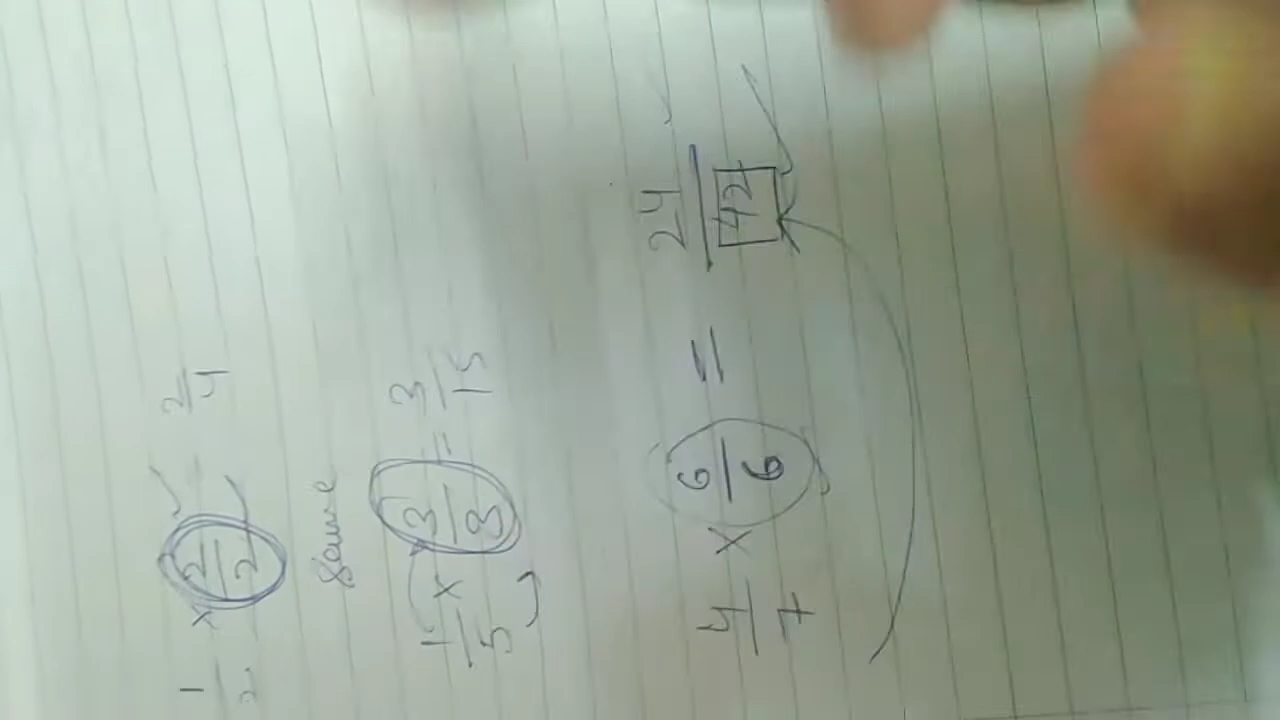 1/2 × 2/2 = 2/4
Same
1/5 × 3/3 = 3/15
4/7 × 6/6 = 24/42